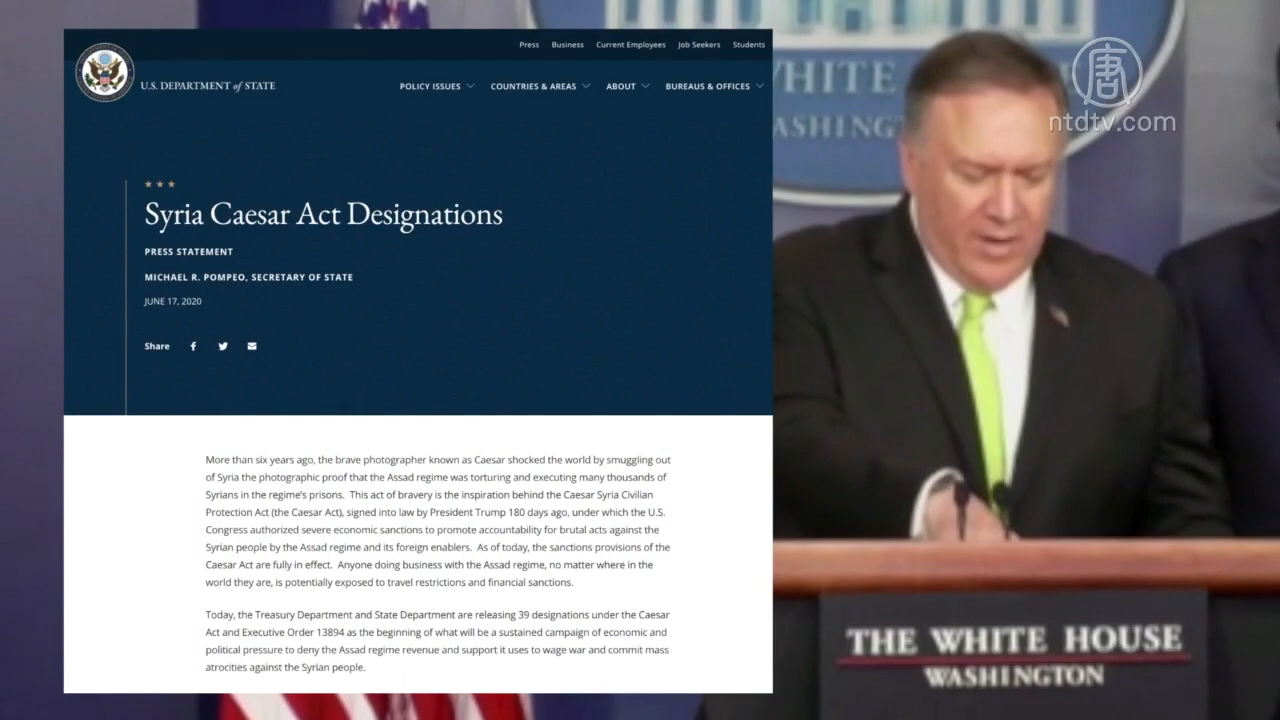 Press Business Current Employees Job Seekers Students
U.S. DEPARTMENT of STATE
POLICY ISSUES COUNTRIES & AREAS ABOUT BUREAUS & OFFICES
Syria Caesar Act Designations
PRESS STATEMENT
MICHAEL R. POMPEO, SECRETARY OF STATE
JUNE 17, 2020
Share
More than six years ago, the brave photographer known as Caesar shocked the world by smuggling out
of Syria the photographic proof that the Assad regime was torturing and executing many thousands of
Syrians in the regime's prisons. This act of bravery is the inspiration behind the Caesar Syria Civilian
Protection Act (the Caesar Act), signed into law by President Trump 180 days ago, under which the U.S.
Congress authorized severe economic sanctions to promote accountability for brutal acts against the
Syrian people by the Assad regime and its foreign enablers. As of today, the sanctions provisions of the
Caesar Act are fully in effect. Anyone doing business with the Assad regime, no matter where in the
world they are, is potentially exposed to travel restrictions and financial sanctions.
Today, the Treasury Department and State Department are releasing 39 designations under the Caesar
Act and Executive Order 13894 as the beginning of what will be a sustained campaign of economic and
political pressure to deny the Assad regime revenue and support it uses to wage war and commit mass
atrocities against the Syrian people.
唐
ntdtv.com
HITE
ASHING
THE WHITE HOUSE
WASHINGTON